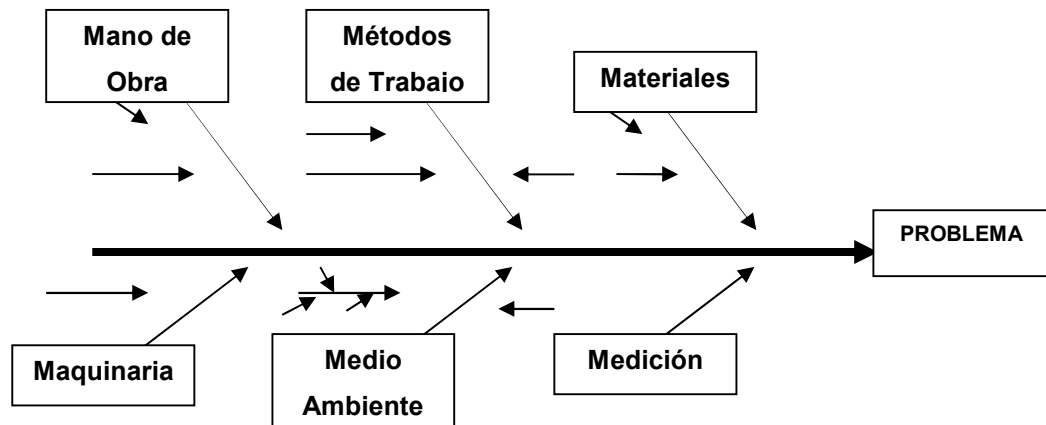 Mano de
Obra
Métodos
de Trabajo
Materiales
PROBLEMA
Maquinaria
Medio
Ambiente
Medición